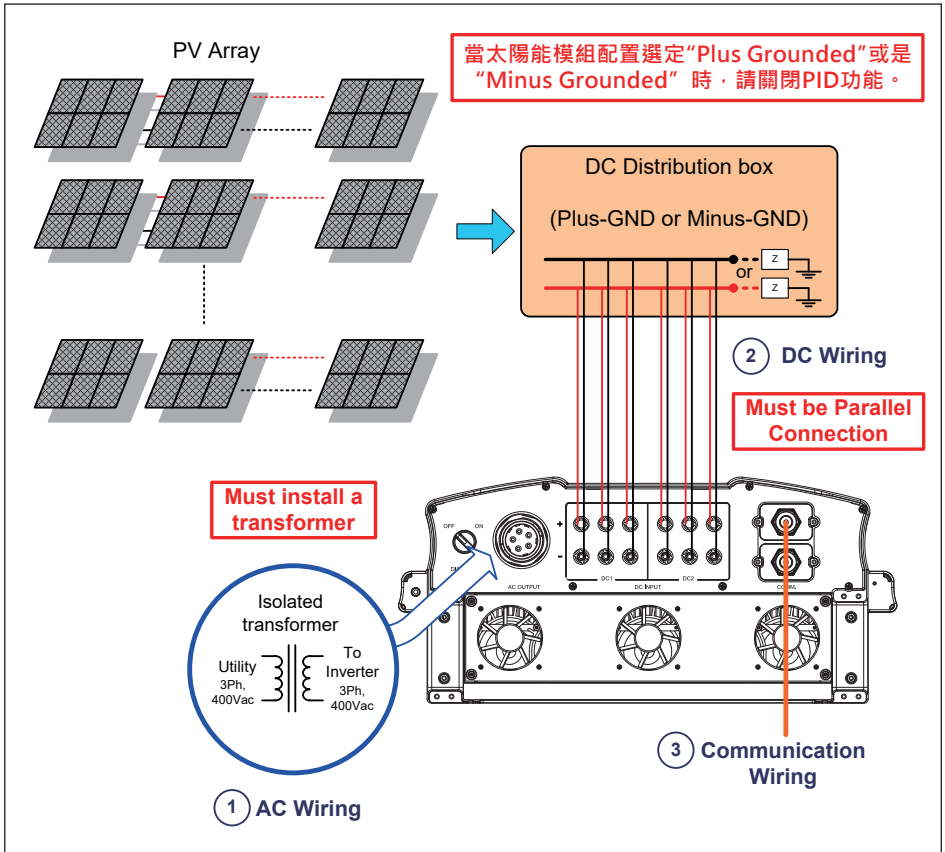 PV Array
當太陽能模組配置選定“Plus Grounded”或是
“Minus Grounded” 時，請關閉PID功能。
DC Distribution box
(Plus-GND or Minus-GND)
Z
or
Z
2 DC Wiring
Must be Parallel
Connection
Must install a
transformer
OFF
ON
+
-
DC1
DC2
AC OUTPUT
DC INPUT
COMM.
Isolated
transformer
Utility
3Ph,
400Vac
To
Inverter
3Ph,
400Vac
3 Communication
Wiring
1 AC Wiring